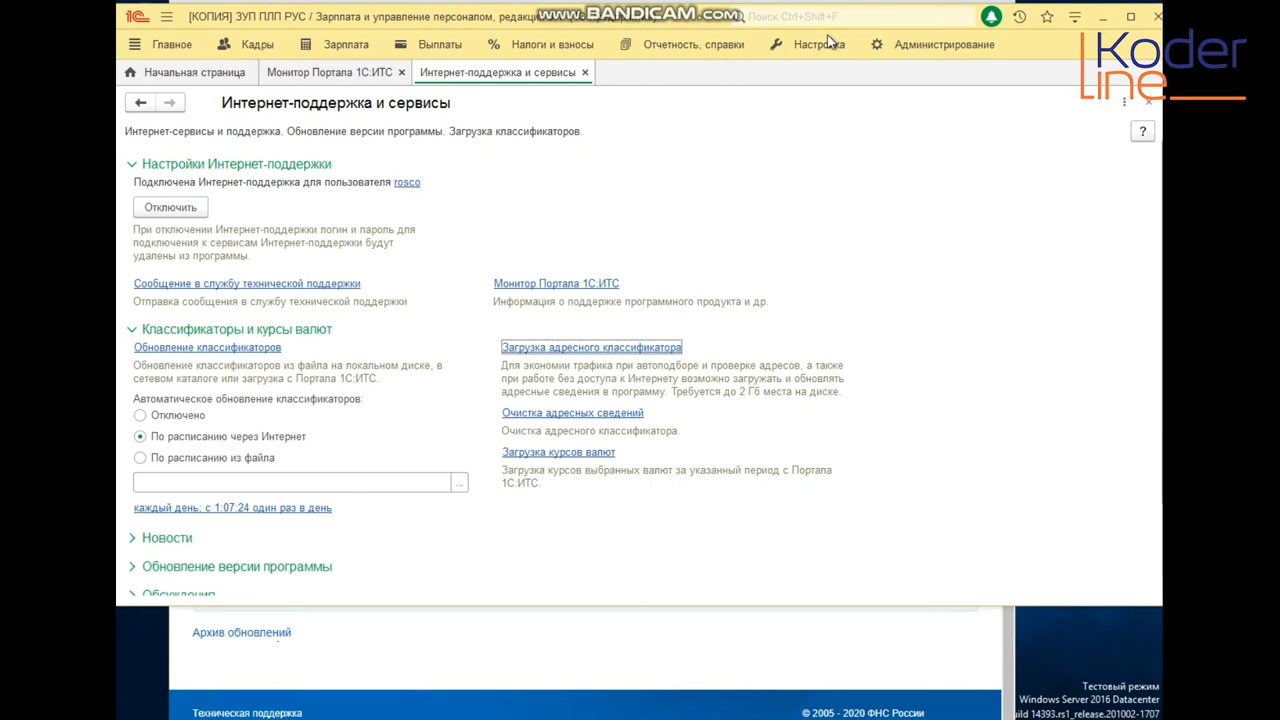 [КОПИЯ] ЗУП ПЛП РУС / Зарплата и управление персоналом, редакци
www.BANDICAM.com
Поиск Ctrl+Shift+F
Главное
Кадры
Зарплата
Выплаты
Налоги и взносы
Отчетность, справки
Настройка
Администрирование
Koder
line
Начальная страница
Монитор Портала 1С:ИТС
Интернет-поддержка и сервисы
Интернет-поддержка и сервисы
Интернет-сервисы и поддержка. Обновление версии программы. Загрузка классификаторов.
?
Настройки Интернет-поддержки
Подключена Интернет-поддержка для пользователя rosco
Отключить
При отключении Интернет-поддержки логин и пароль для
подключения к сервисам Интернет-поддержки будут
удалены из программы.
Сообщение в службу технической поддержки
Отправка сообщения в службу технической поддержки
Монитор Портала 1С:ИТС
Информация о поддержке программного продукта и др.
Классификаторы и курсы валют
Обновление классификаторов
Обновление классификаторов из файла на локальном диске, в
сетевом каталоге или загрузка с Портала 1С:ИТС.
Автоматическое обновление классификаторов:
Отключено
По расписанию через Интернет
По расписанию из файла
...
каждый день; с 1:07:24 один раз в день
Загрузка адресного классификатора
Для экономии трафика при автоподборе и проверке адресов, а также
при работе без доступа к Интернету возможно загружать и обновлять
адресные сведения в программу. Требуется до 2 Гб места на диске.
Очистка адресных сведений
Очистка адресного классификатора.
Загрузка курсов валют
Загрузка курсов выбранных валют за указанный период с Портала
1С:ИТС.
Новости
Обновление версии программы
Обсуждения
Архив обновлений
Техническая поддержка
© 2005 - 2020 ФНС России
Тестовый режим
Windows Server 2016 Datacenter
uild 14393.rs1_release.201002-1707